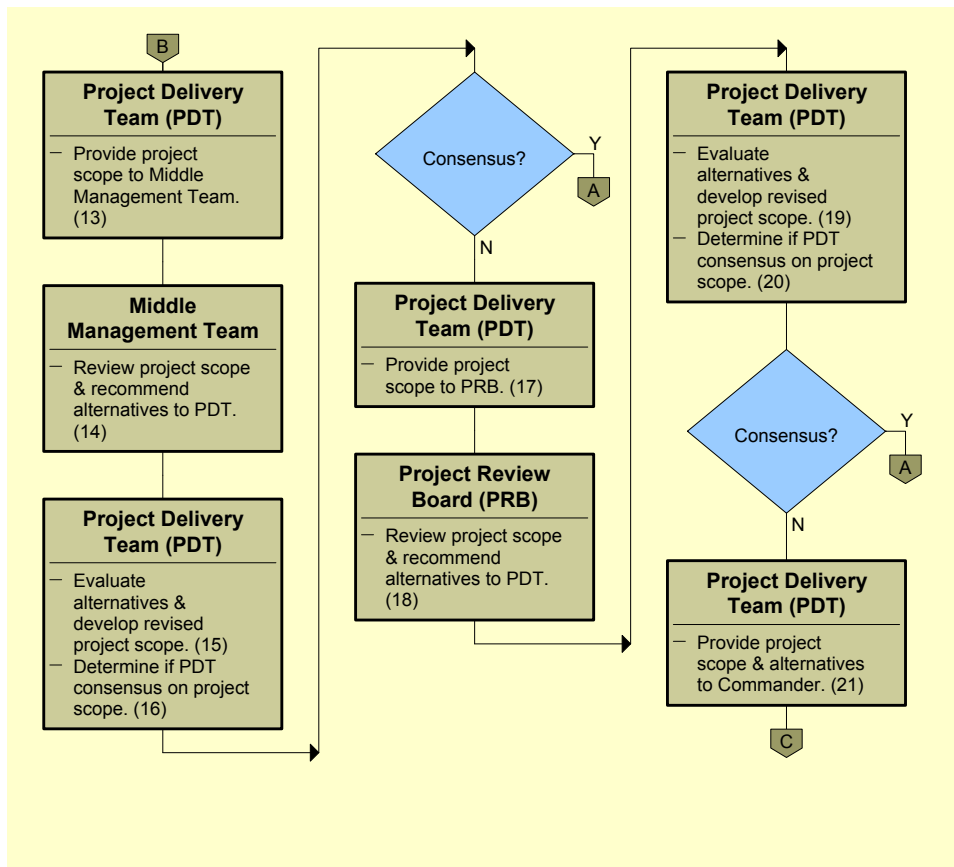 B
Project Delivery
Team (PDT)
— Provide project
scope to Middle
Management Team.
(13)
Middle
Management Team
— Review project scope
& recommend
alternatives to PDT.
(14)
Project Delivery
Team (PDT)
— Evaluate
alternatives &
develop revised
project scope. (15)
— Determine if PDT
consensus on project
scope. (16)
Consensus?
Y
A
N
Project Delivery
Team (PDT)
— Provide project
scope to PRB. (17)
Project Review
Board (PRB)
— Review project scope
& recommend
alternatives to PDT.
(18)
Project Delivery
Team (PDT)
— Evaluate
alternatives &
develop revised
project scope. (19)
— Determine if PDT
consensus on project
scope. (20)
Consensus?
Y
A
N
Project Delivery
Team (PDT)
— Provide project
scope & alternatives
to Commander. (21)
C